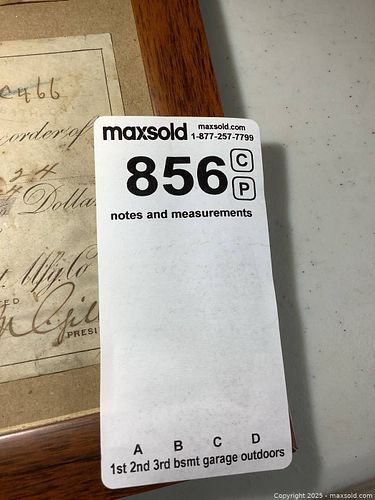 466
order of
Dolla
PRESI
maxsold maxsold.com
1-877-257-7799
856 C
P
notes and measurements
A B C D
1st 2nd 3rd bsmt garage outdoors
Copyright 2025 - maxsold.com